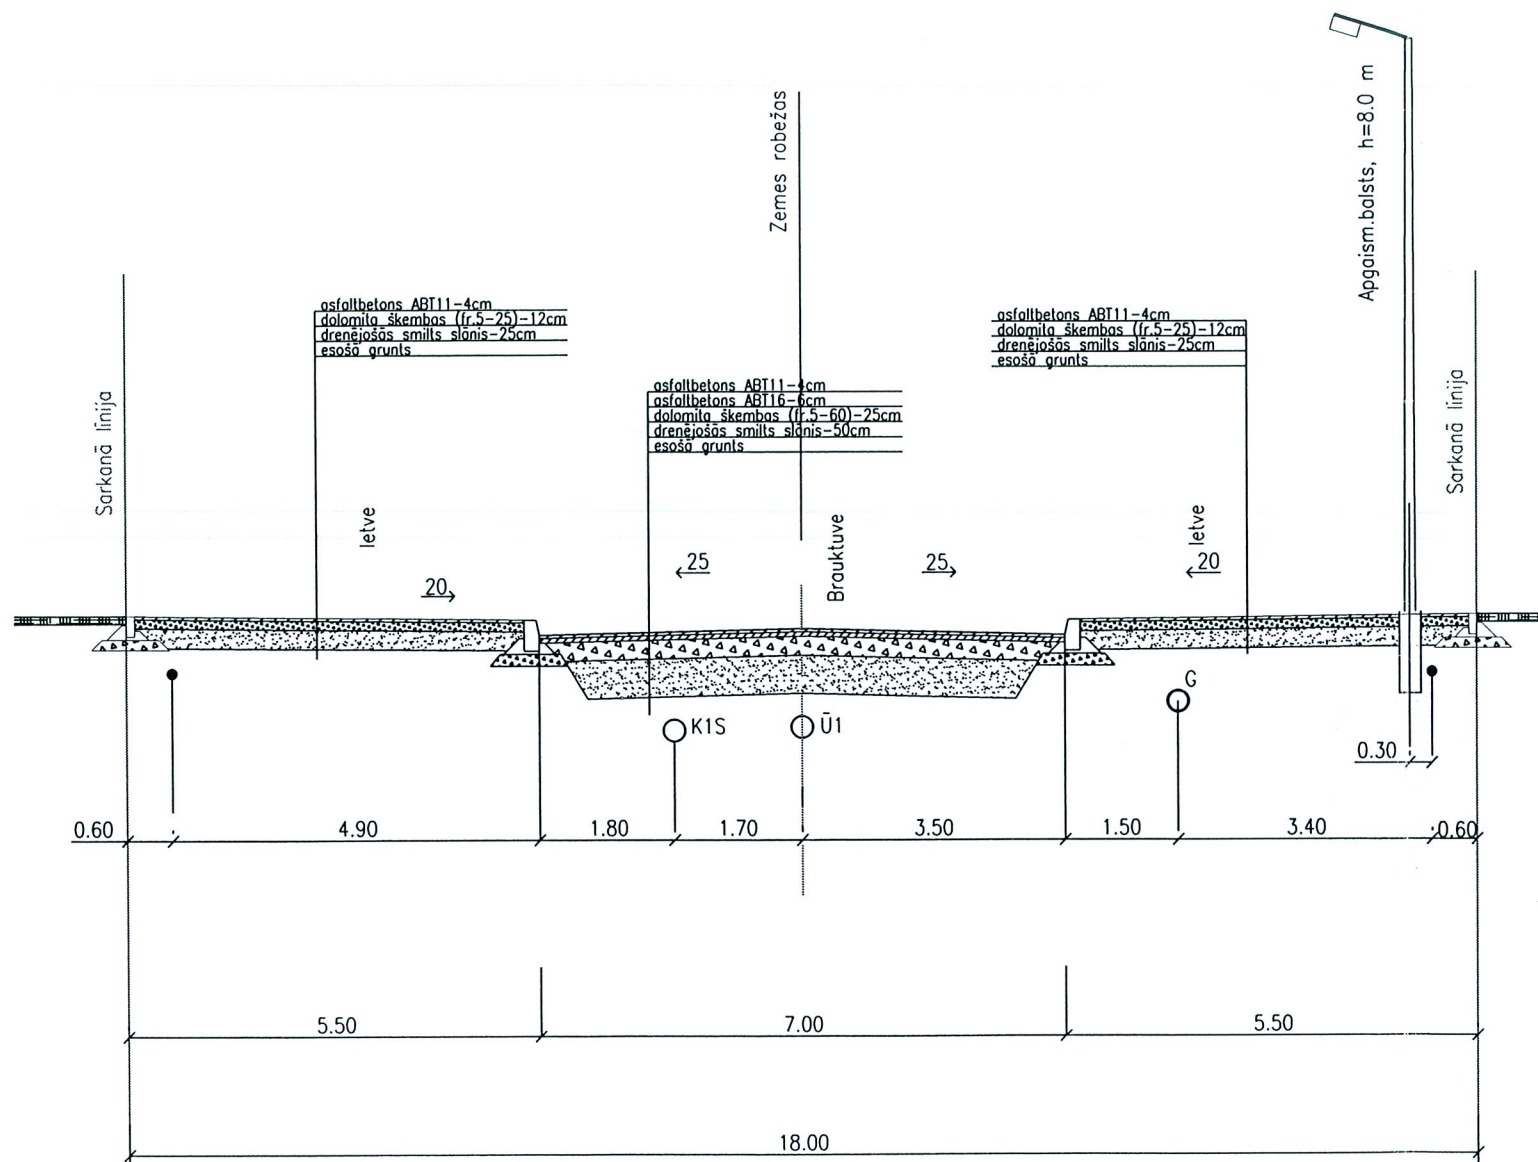 Apgaism.balsts, h=8.0 m
Zemes robežas
Sarkanā līnija
asfaltbetons ABT11-4cm
dolomīta šķembas (fr.5-25)-12cm
drenējošās smilts slānis-25cm
esošā grunts
asfaltbetons ABT11-4cm
dolomīta šķembas (fr.5-25)-12cm
drenējošās smilts slānis-25cm
esošā grunts
asfaltbetons ABT11-4cm
asfaltbetons ABT16-6cm
dolomīta šķembas (fr.5-60)-25cm
drenējošās smilts slānis-50cm
esošā grunts
Sarkanā līnija
Ietve
Brauktuve
Ietve
20
25
25
20
K1S
Ū1
G
0.30
0.60
4.90
1.80
1.70
3.50
1.50
3.40
0.60
5.50
7.00
5.50
18.00